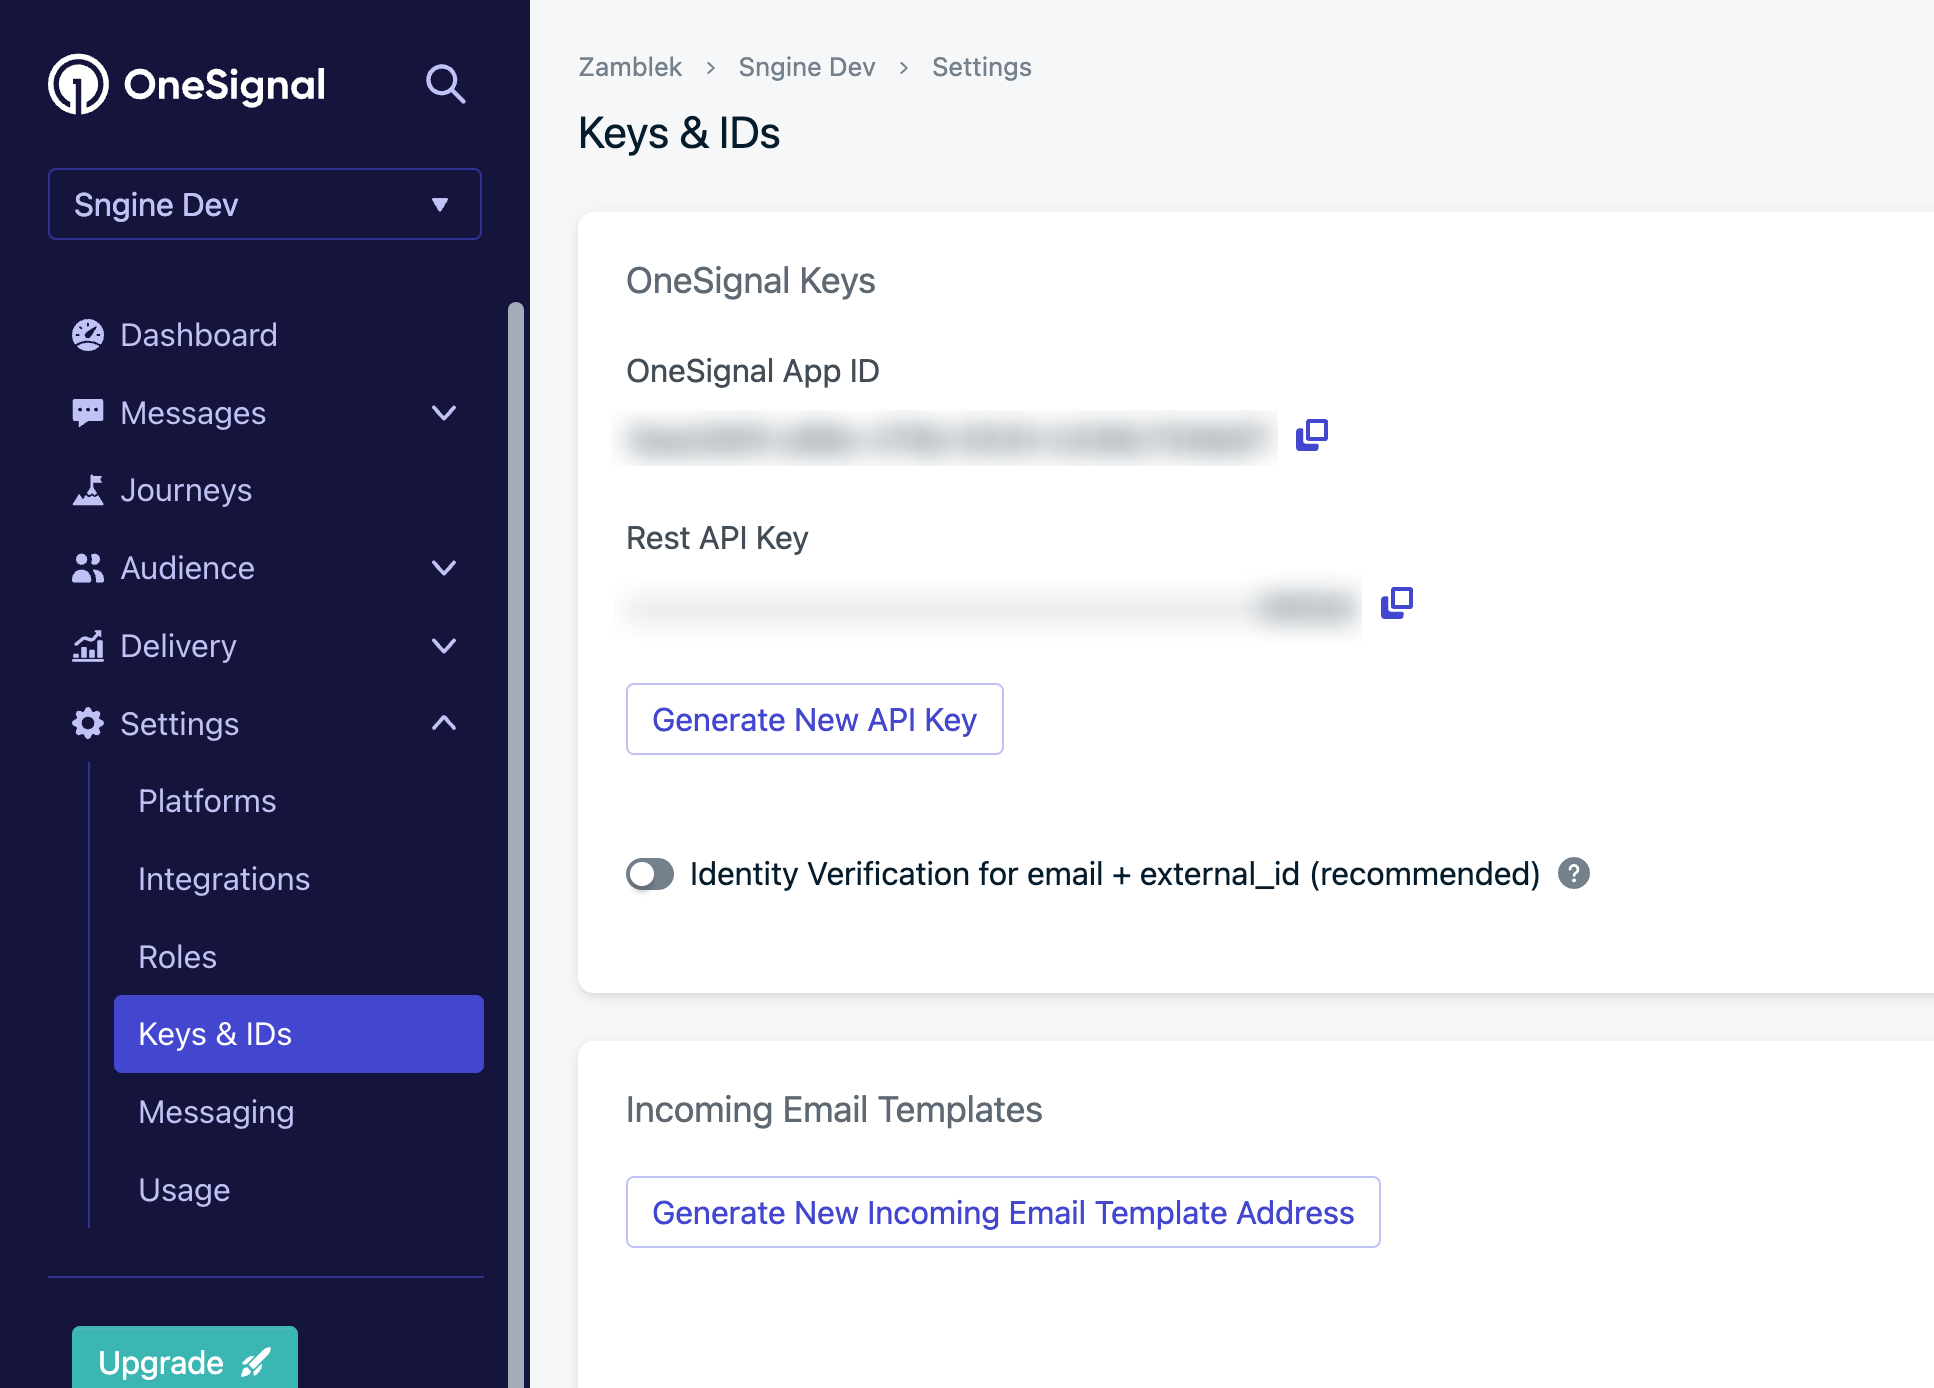 OneSignal
Sngine Dev
Dashboard
Messages
Journeys
Audience
Delivery
Settings
Platforms
Integrations
Roles
Keys & IDs
Messaging
Usage
Upgrade
Zamblek > Sngine Dev > Settings
Keys & IDs
OneSignal Keys
OneSignal App ID
Rest API Key
Generate New API Key
Identity Verification for email + external_id (recommended) ?
Incoming Email Templates
Generate New Incoming Email Template Address